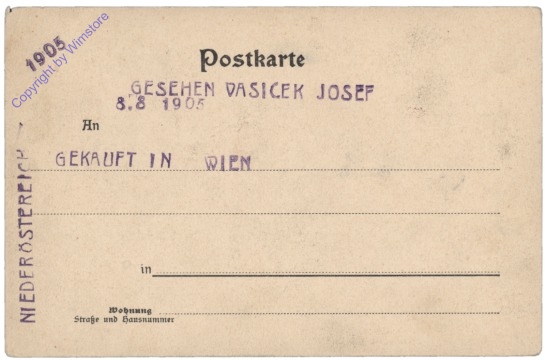 1905
Copyright by Wimstore
Postkarte
GESEHEN VASICEK JOSEF
8.8 1905
An
GEKAUFT IN WIEN
NIEDERÖSTEREICH
in
Wohnung
Straße und Hausnummer